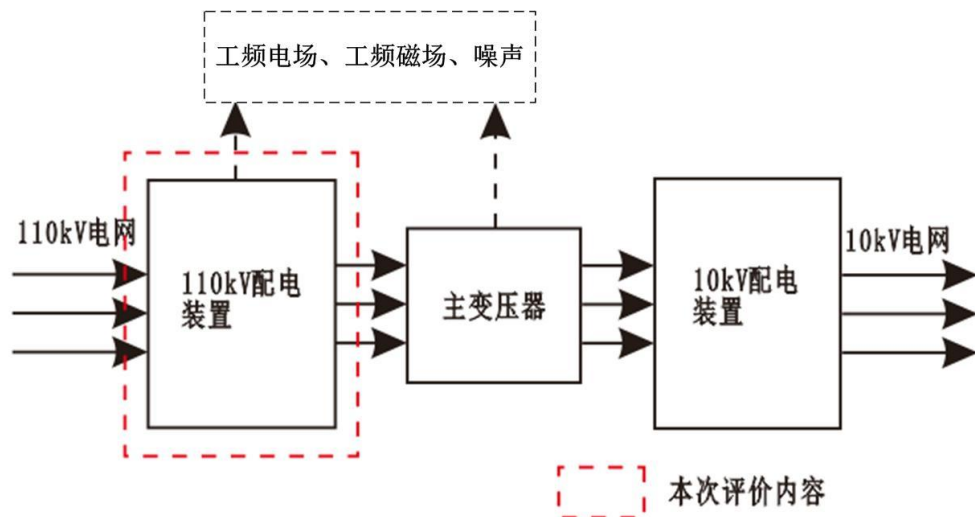 工频电场、工频磁场、噪声
110kV电网
110kV配电
装置
主变压器
10kV配电
装置
10kV电网
本次评价内容